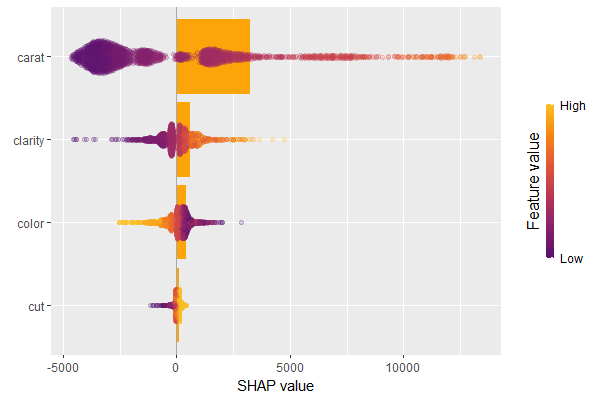 carat
clarity
color
cut
-5000 0 5000 10000
SHAP value
High
Feature value
Low